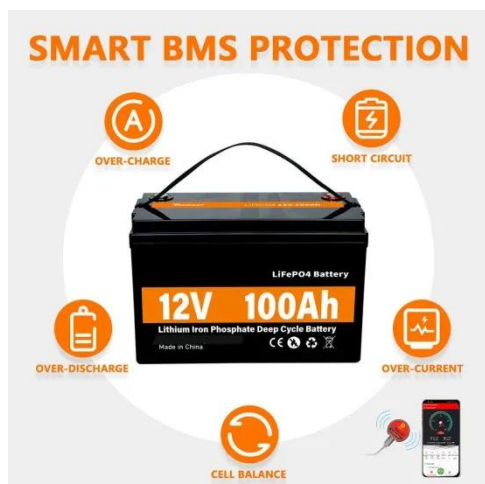 SMART BMS PROTECTION
A
OVER-CHARGE
SHORT CIRCUIT
LiFePO4 Battery
12V 100Ah
Lithium Iron Phosphate Deep Cycle Battery
Made in China
CE
OVER-DISCHARGE
OVER-CURRENT
CELL BALANCE